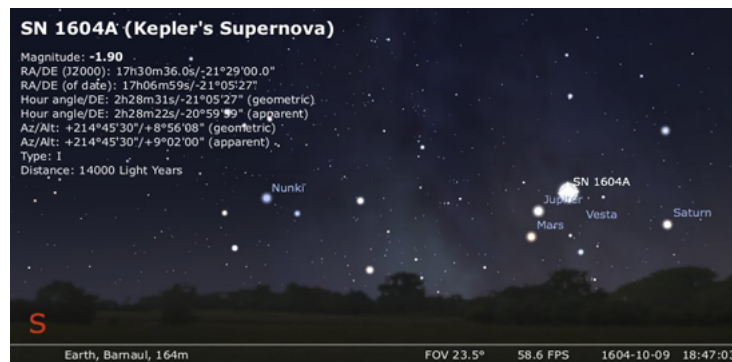 SN 1604A (Kepler's Supernova)
Magnitude: -1.90
RA/DE (J2000): 17h30m36.0s/-21°29'00.0"
RA/DE (of date): 17h06m59s/-21°05'27"
Hour angle/DE: 2h28m31s/-21°05'27" (geometric)
Hour angle/DE: 2h28m22s/-20°59'59" (apparent)
Az/Alt: +214°45'30"/+8°56'08" (geometric)
Az/Alt: +214°45'30"/+9°02'00" (apparent)
Type: I
Distance: 14000 Light Years
SN 1604A
Nunki
Jupiter
Vesta
Saturn
Mars
S
Earth, Barnaul, 164m FOV 23.5° 58.6 FPS 1604-10-09 18:47:03